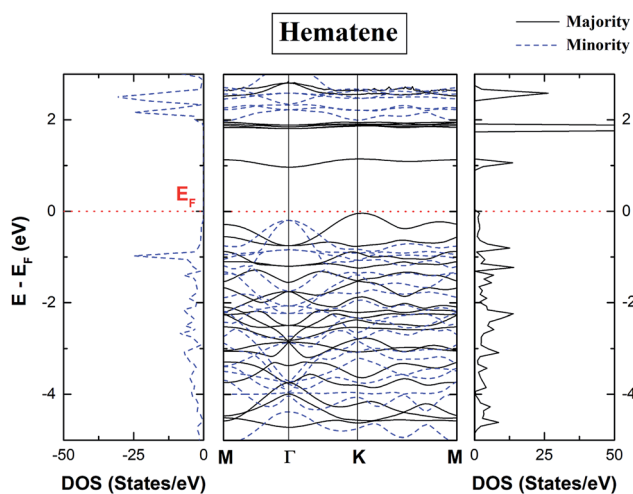 Hematene
Majority
Minority
E - E_F (eV)
2
0
-2
-4
E_F
-50
-25
0
DOS (States/eV)
M
Γ
K
M
2
0
-2
-4
0
25
50
DOS (States/eV)